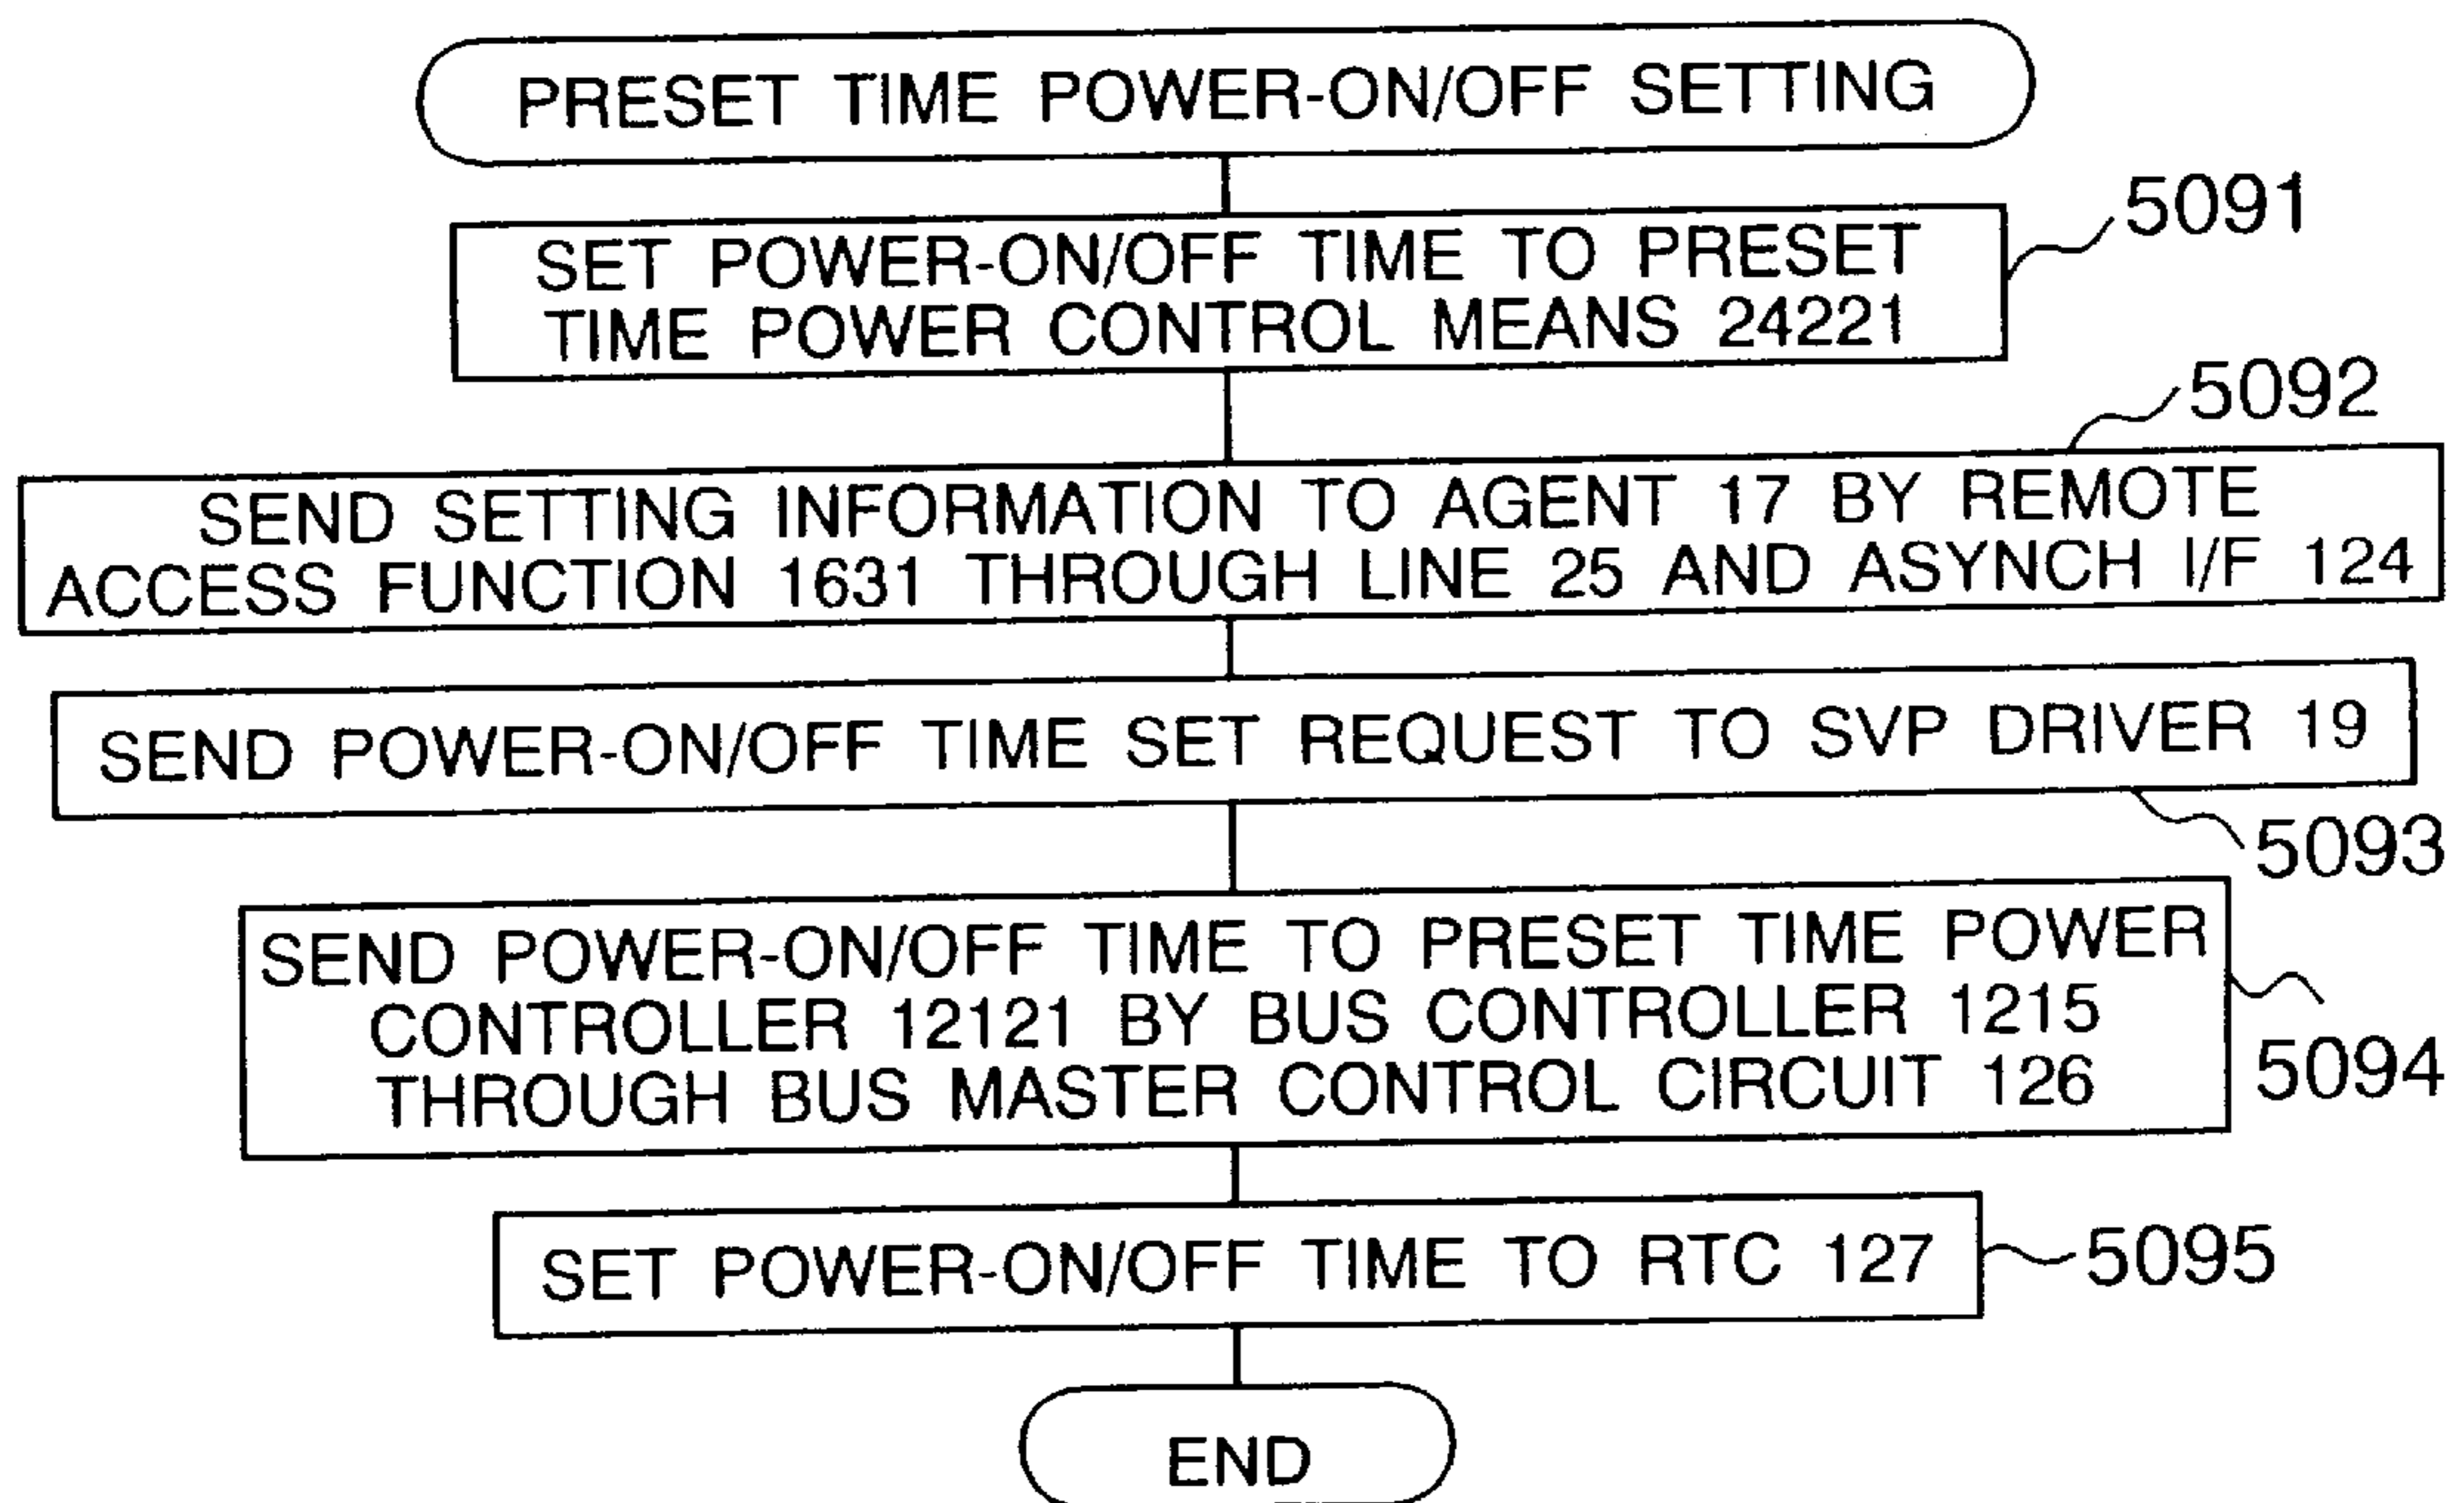 PRESET TIME POWER-ON/OFF SETTING
5091
SET POWER-ON/OFF TIME TO PRESET
TIME POWER CONTROL MEANS 24221
5092
SEND SETTING INFORMATION TO AGENT 17 BY REMOTE
ACCESS FUNCTION 1631 THROUGH LINE 25 AND ASYNCH I/F 124
SEND POWER-ON/OFF TIME SET REQUEST TO SVP DRIVER 19
5093
SEND POWER-ON/OFF TIME TO PRESET TIME POWER
CONTROLLER 12121 BY BUS CONTROLLER 1215
THROUGH BUS MASTER CONTROL CIRCUIT 126
5094
SET POWER-ON/OFF TIME TO RTC 127
5095
END